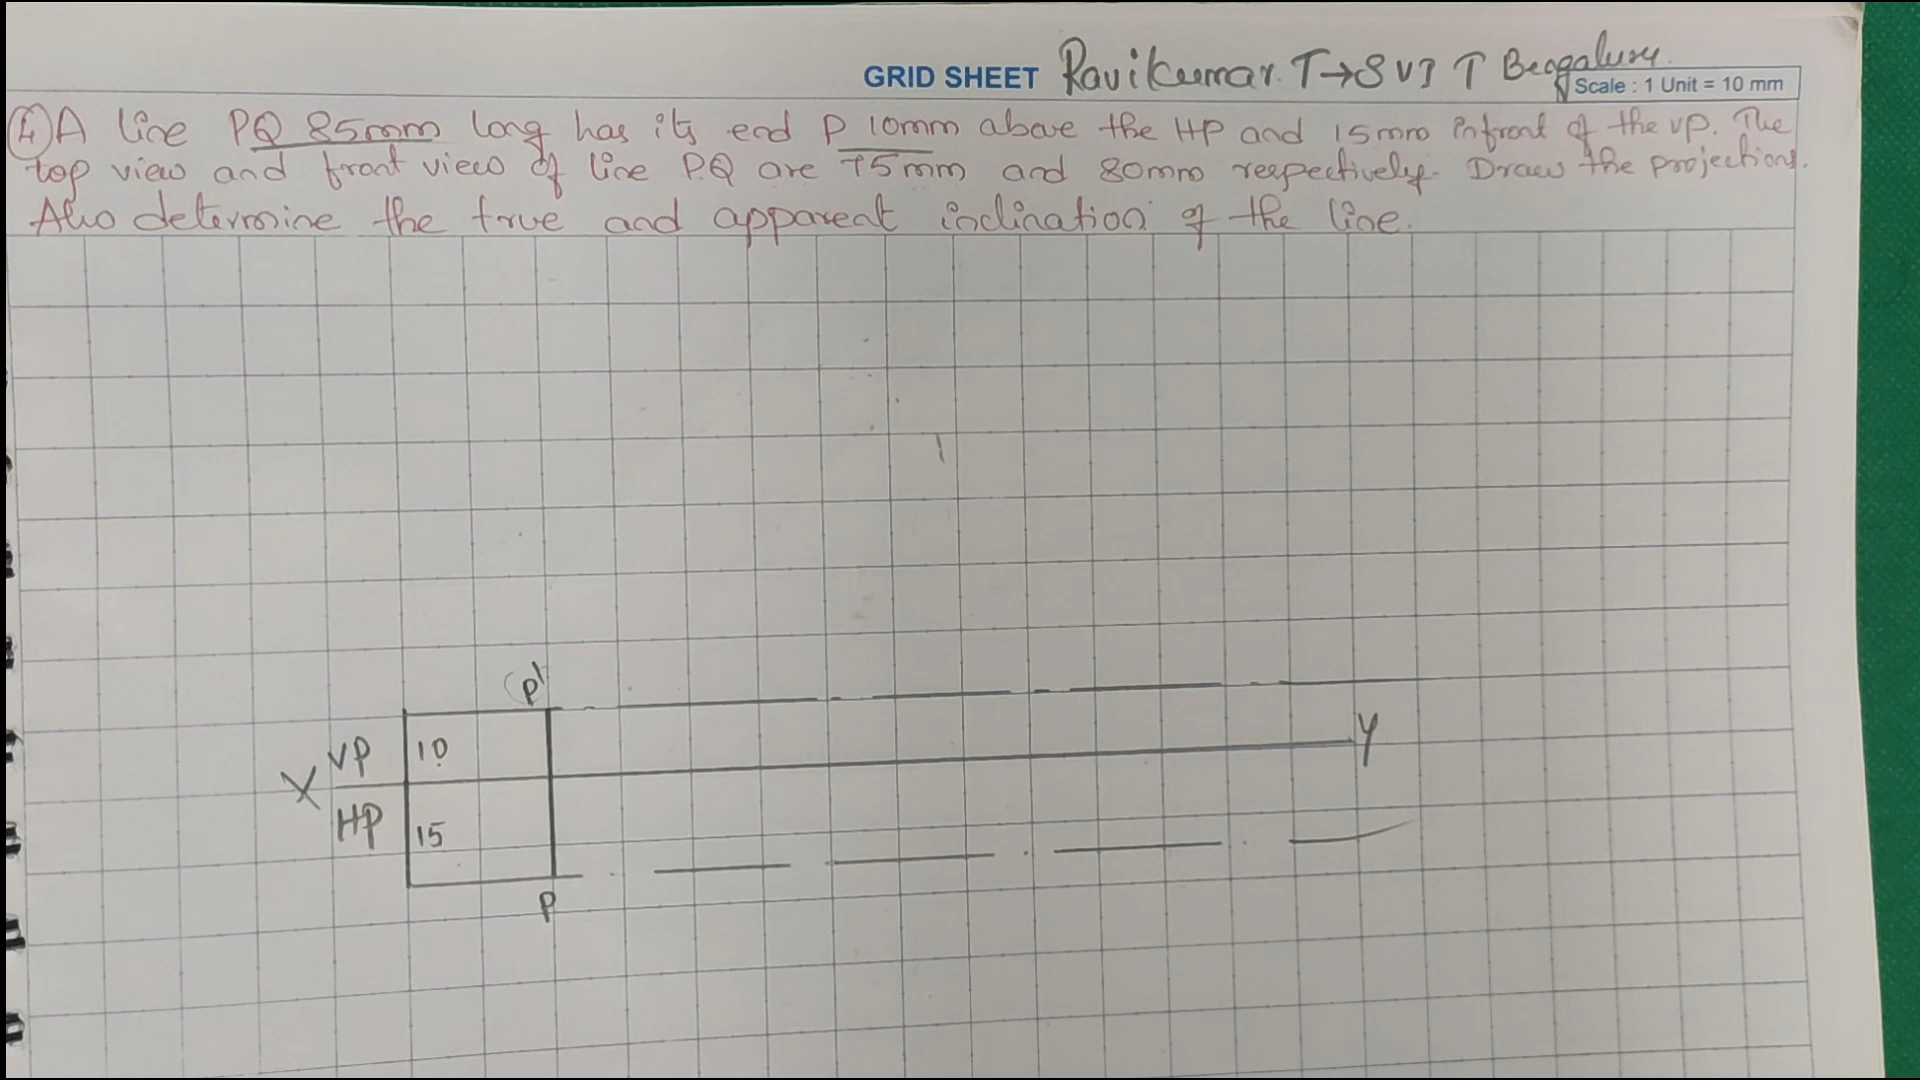 GRID SHEET Ravikumar. T→SVIT Bengaluru.
Scale : 1 Unit = 10 mm
4) A line PQ 85mm long has its end P 10mm above the HP and 15mm infront of the VP. The
top view and front view of line PQ are 75mm and 80mm respectively. Draw the projections.
Also determine the true and apparent inclination of the line.
p'
VP 10
X Y
HP 15
p